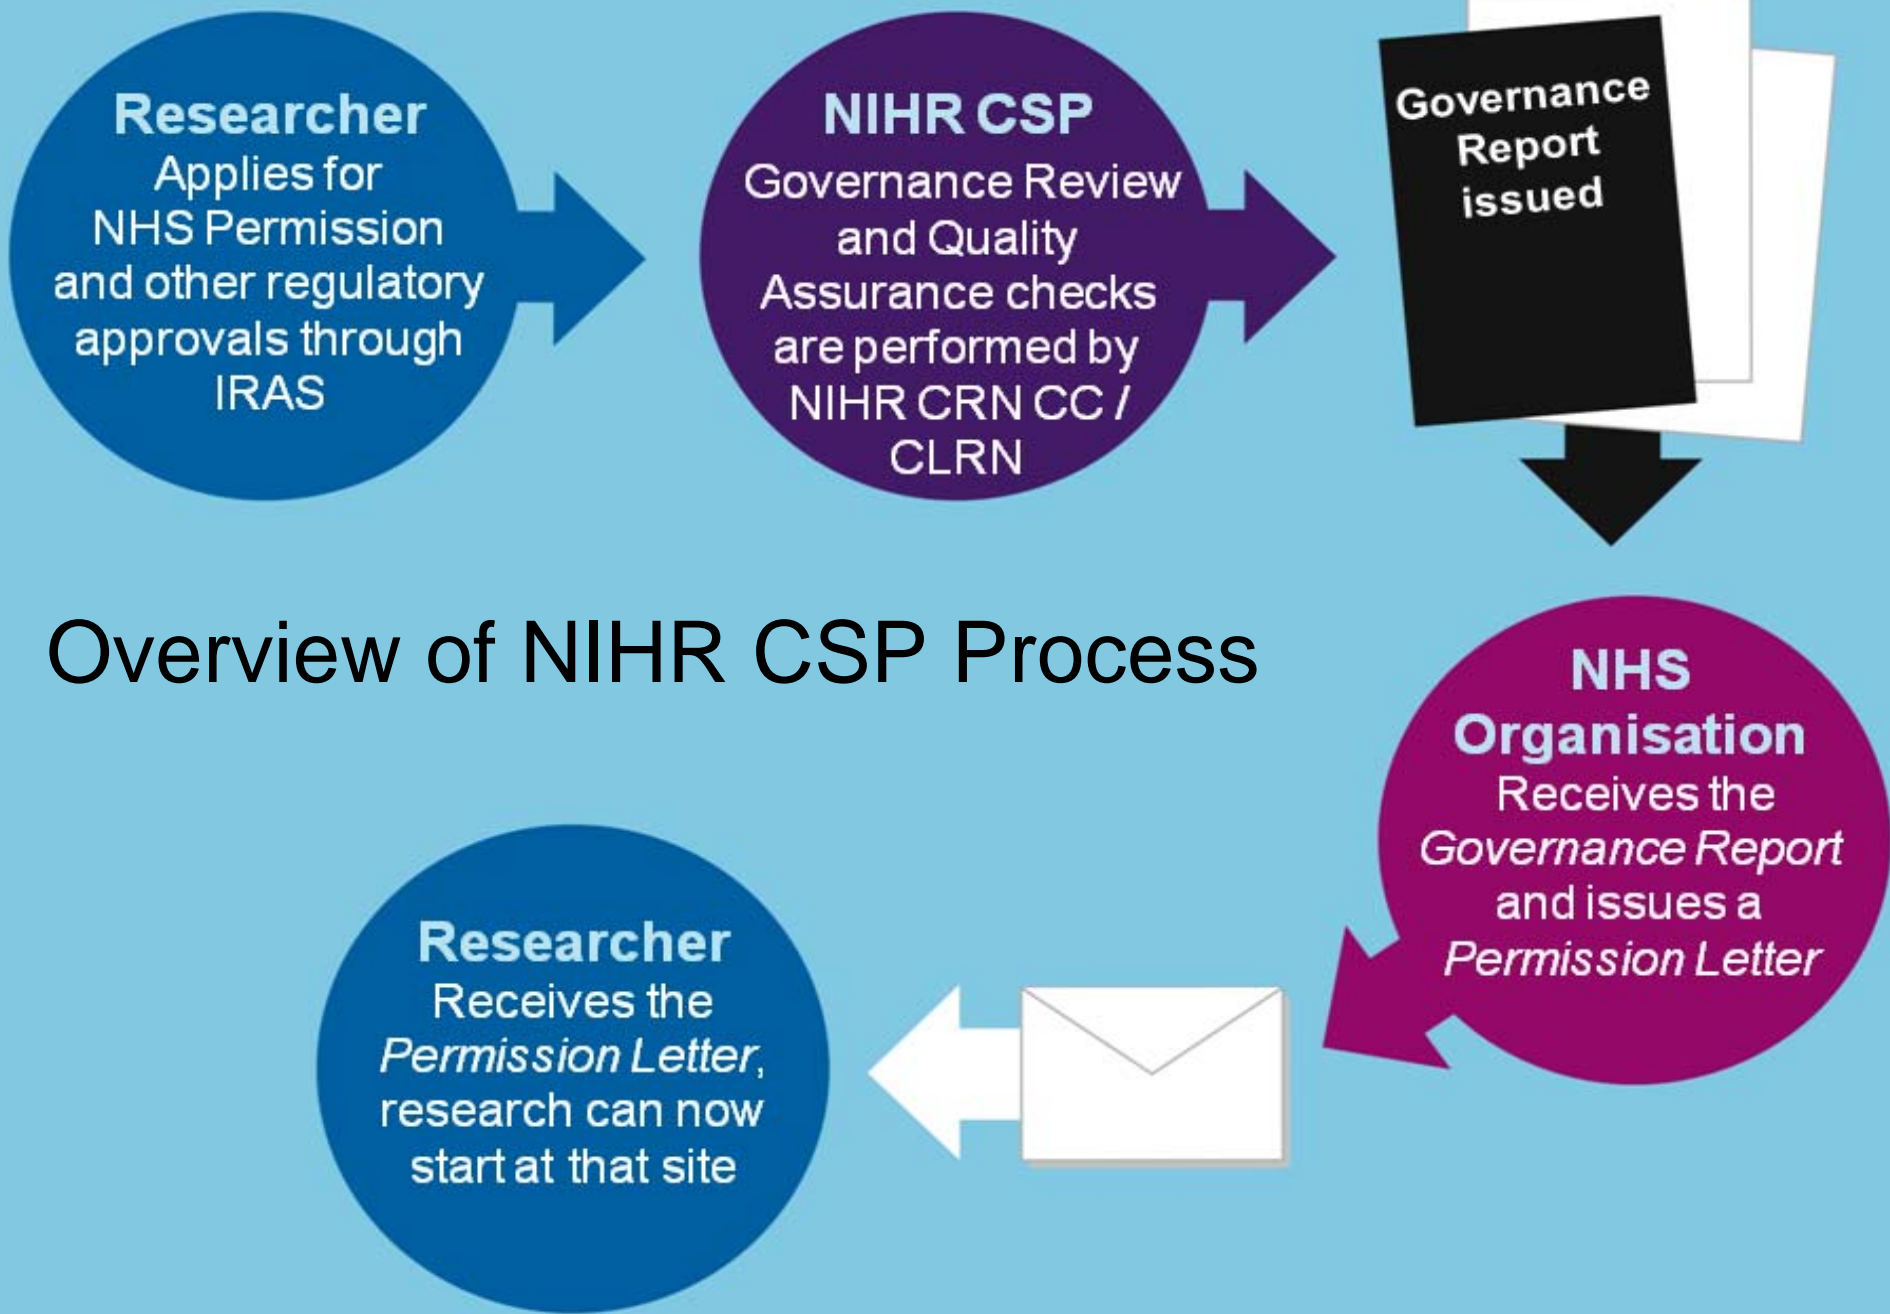 Researcher
Applies for
NHS Permission
and other regulatory
approvals through
IRAS
NIHR CSP
Governance Review
and Quality
Assurance checks
are performed by
NIHR CRN CC /
CLRN
Governance
Report
issued
Overview of NIHR CSP Process
NHS
Organisation
Receives the
Governance Report
and issues a
Permission Letter
Researcher
Receives the
Permission Letter,
research can now
start at that site